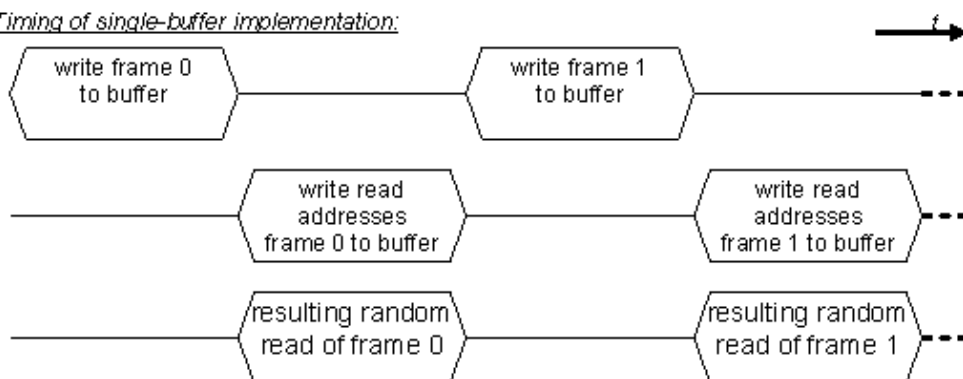 Timing of single-buffer implementation:
t
write frame 0
to buffer
write frame 1
to buffer
write read
addresses
frame 0 to buffer
write read
addresses
frame 1 to buffer
resulting random
read of frame 0
resulting random
read of frame 1